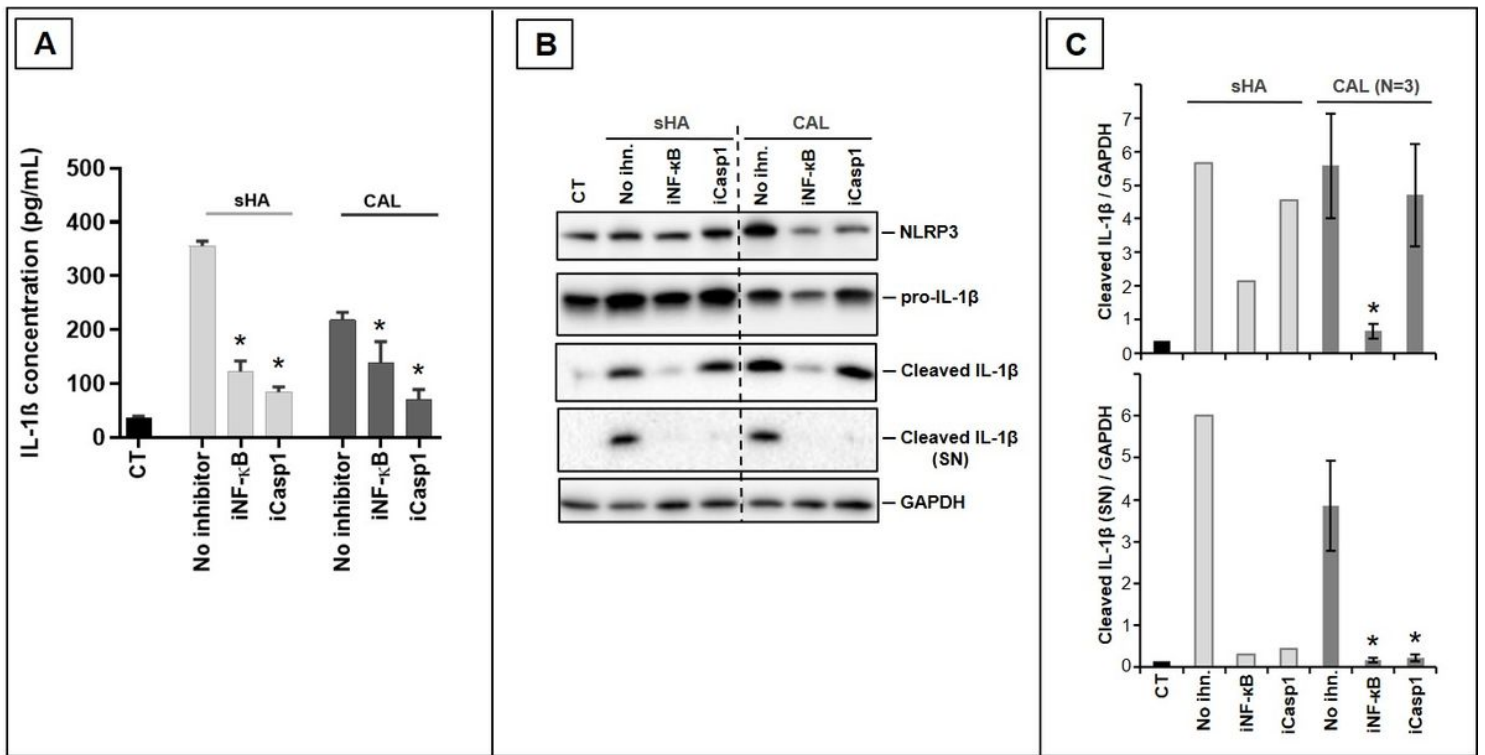 A
IL-1ß concentration (pg/mL)
500
400
300
200
100
0
sHA
CAL
*
*
*
*
CT
No inhibitor
iNF-κB
iCasp1
No inhibitor
iNF-κB
iCasp1
B
sHA
CAL
CT
No ihn.
iNF-κB
iCasp1
No ihn.
iNF-κB
iCasp1
NLRP3
pro-IL-1β
Cleaved IL-1β
Cleaved IL-1β
(SN)
GAPDH
C
sHA
CAL (N=3)
Cleaved IL-1β / GAPDH
7
6
5
4
3
2
1
0
*
Cleaved IL-1β (SN) / GAPDH
6
5
4
3
2
1
0
*
*
CT
No ihn.
iNF-κB
iCasp1
No ihn.
iNF-κB
iCasp1